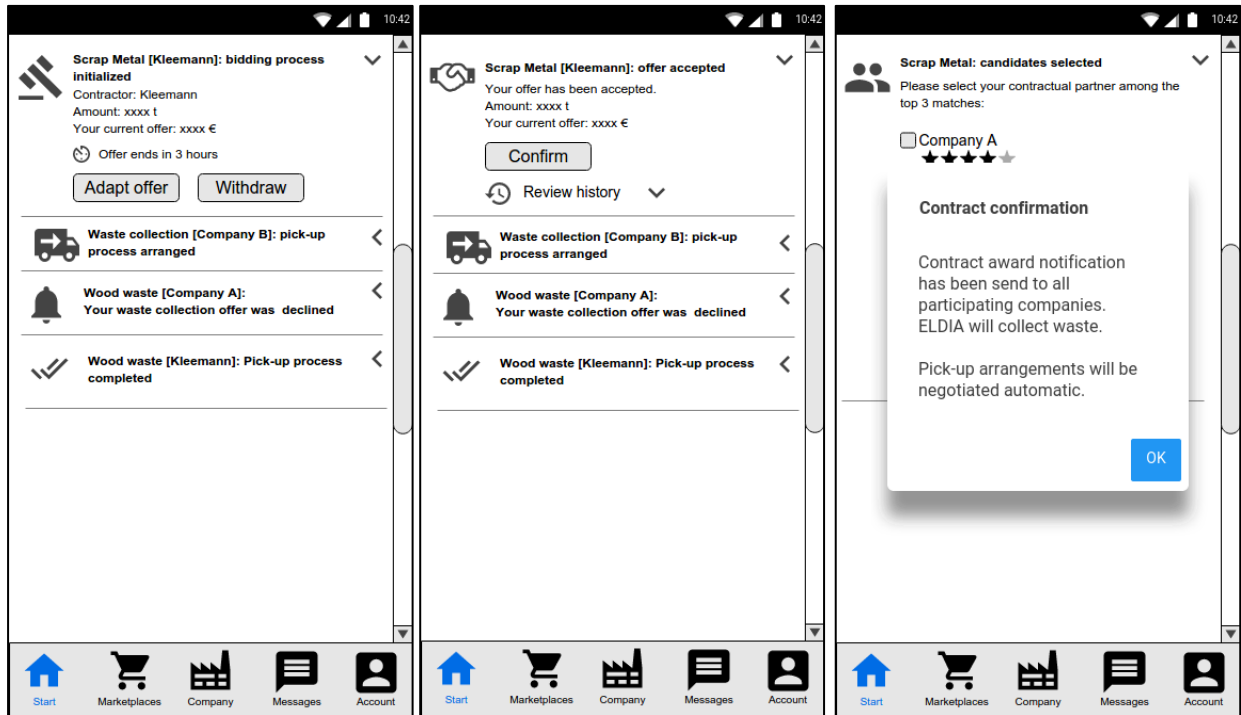 10:42
Scrap Metal [Kleemann]: bidding process
initialized
Contractor: Kleemann
Amount: xxxx t
Your current offer: xxxx €
Offer ends in 3 hours
Adapt offer
Withdraw
Waste collection [Company B]: pick-up
process arranged
Wood waste [Company A]:
Your waste collection offer was declined
Wood waste [Kleemann]: Pick-up process
completed
Start
Marketplaces
Company
Messages
Account
10:42
Scrap Metal [Kleemann]: offer accepted
Your offer has been accepted.
Amount: xxxx t
Your current offer: xxxx €
Confirm
Review history
Waste collection [Company B]: pick-up
process arranged
Wood waste [Company A]:
Your waste collection offer was declined
Wood waste [Kleemann]: Pick-up process
completed
Start
Marketplaces
Company
Messages
Account
10:42
Scrap Metal: candidates selected
Please select your contractual partner among the
top 3 matches:
Company A
Contract confirmation
Contract award notification
has been send to all
participating companies.
ELDIA will collect waste.
Pick-up arrangements will be
negotiated automatic.
OK
Start
Marketplaces
Company
Messages
Account